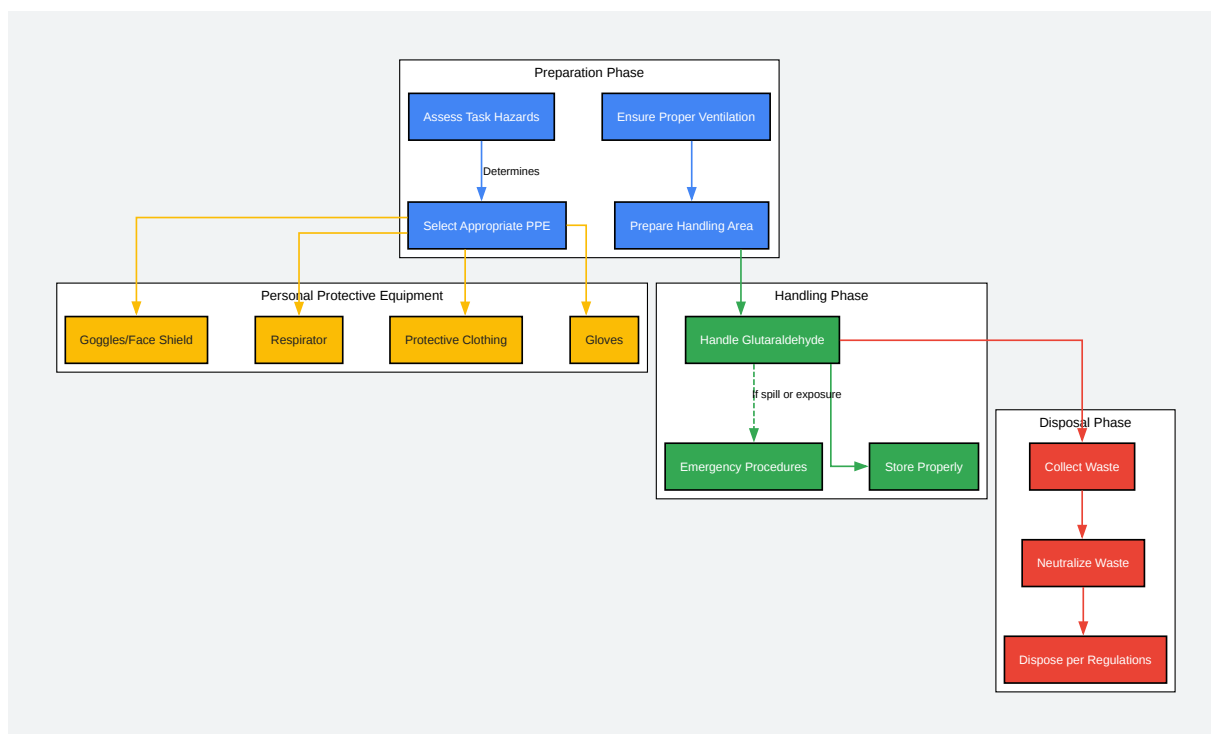 Preparation Phase
Assess Task Hazards
Ensure Proper Ventilation
Determines
Select Appropriate PPE
Prepare Handling Area
Personal Protective Equipment
Goggles/Face Shield
Respirator
Protective Clothing
Gloves
Handling Phase
Handle Glutaraldehyde
If spill or exposure
Emergency Procedures
Store Properly
Disposal Phase
Collect Waste
Neutralize Waste
Dispose per Regulations